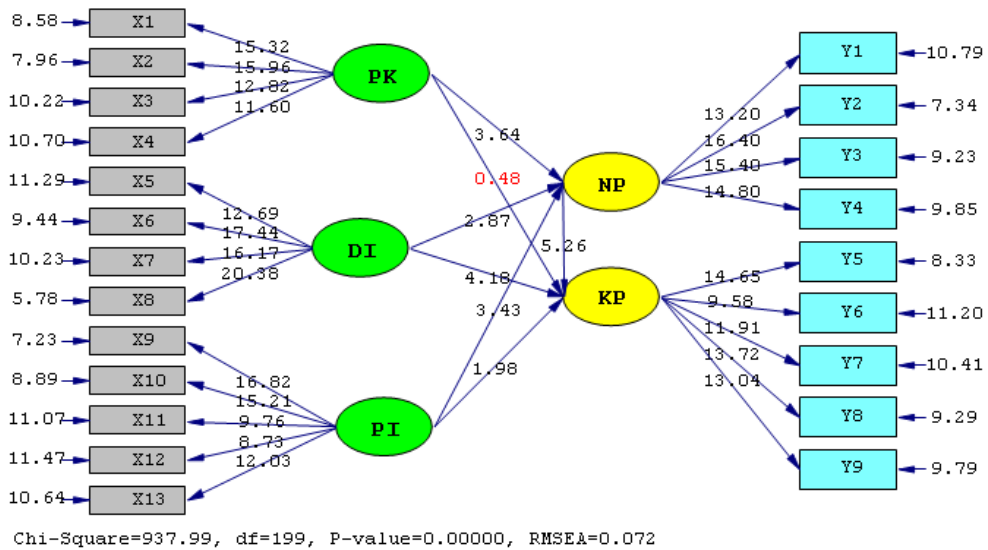 8.58 X1
7.96 X2
10.22 X3
10.70 X4
11.29 X5
9.44 X6
10.23 X7
5.78 X8
7.23 X9
8.89 X10
11.07 X11
11.47 X12
10.64 X13
15.32
15.96
12.82
11.60
12.69
17.44
16.17
20.38
16.82
15.21
9.76
8.73
12.03
PK
DI
PI
3.64
0.48
2.87
5.26
4.18
3.43
1.98
NP
KP
13.20
16.40
15.40
14.80
14.65
9.58
11.91
13.72
13.04
Y1 10.79
Y2 7.34
Y3 9.23
Y4 9.85
Y5 8.33
Y6 11.20
Y7 10.41
Y8 9.29
Y9 9.79
Chi-Square=937.99, df=199, P-value=0.00000, RMSEA=0.072